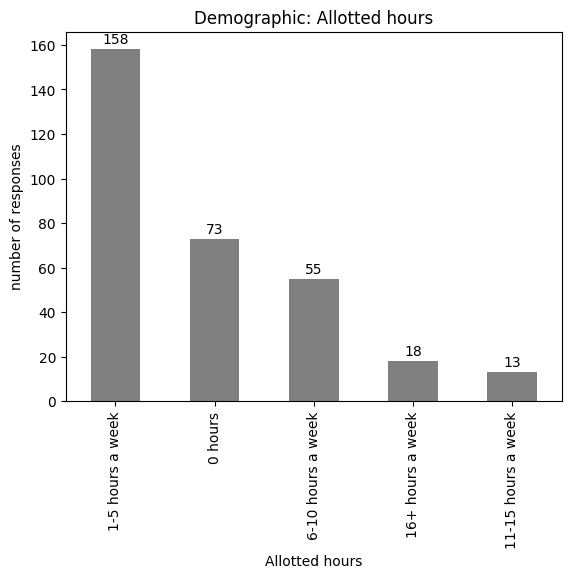 Demographic: Allotted hours
number of responses
160
140
120
100
80
60
40
20
0
158
73
55
18
13
1-5 hours a week
0 hours
6-10 hours a week
16+ hours a week
11-15 hours a week
Allotted hours